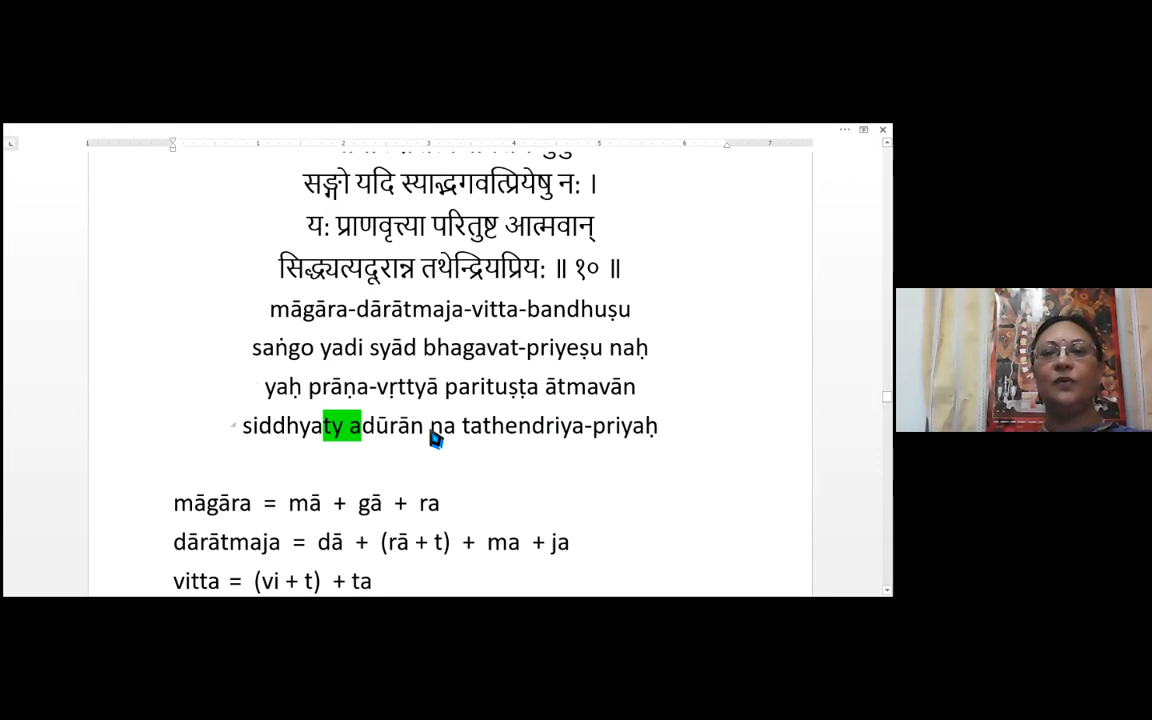 सङ्गो यदि स्याद्भगवत्प्रियेषु न: ।
य: प्राणवृत्त्या परितुष्ट आत्मवान्
सिद्ध्यत्यदूरान्न तथेन्द्रियप्रिय: ॥ १० ॥
māgāra-dārātmaja-vitta-bandhuṣu
saṅgo yadi syād bhagavat-priyeṣu naḥ
yaḥ prāṇa-vṛttyā parituṣṭa ātmavān
siddhyaty adūrān na tathendriya-priyaḥ
māgāra = mā + gā + ra
dārātmaja = dā + (rā + t) + ma + ja
vitta = (vi + t) + ta